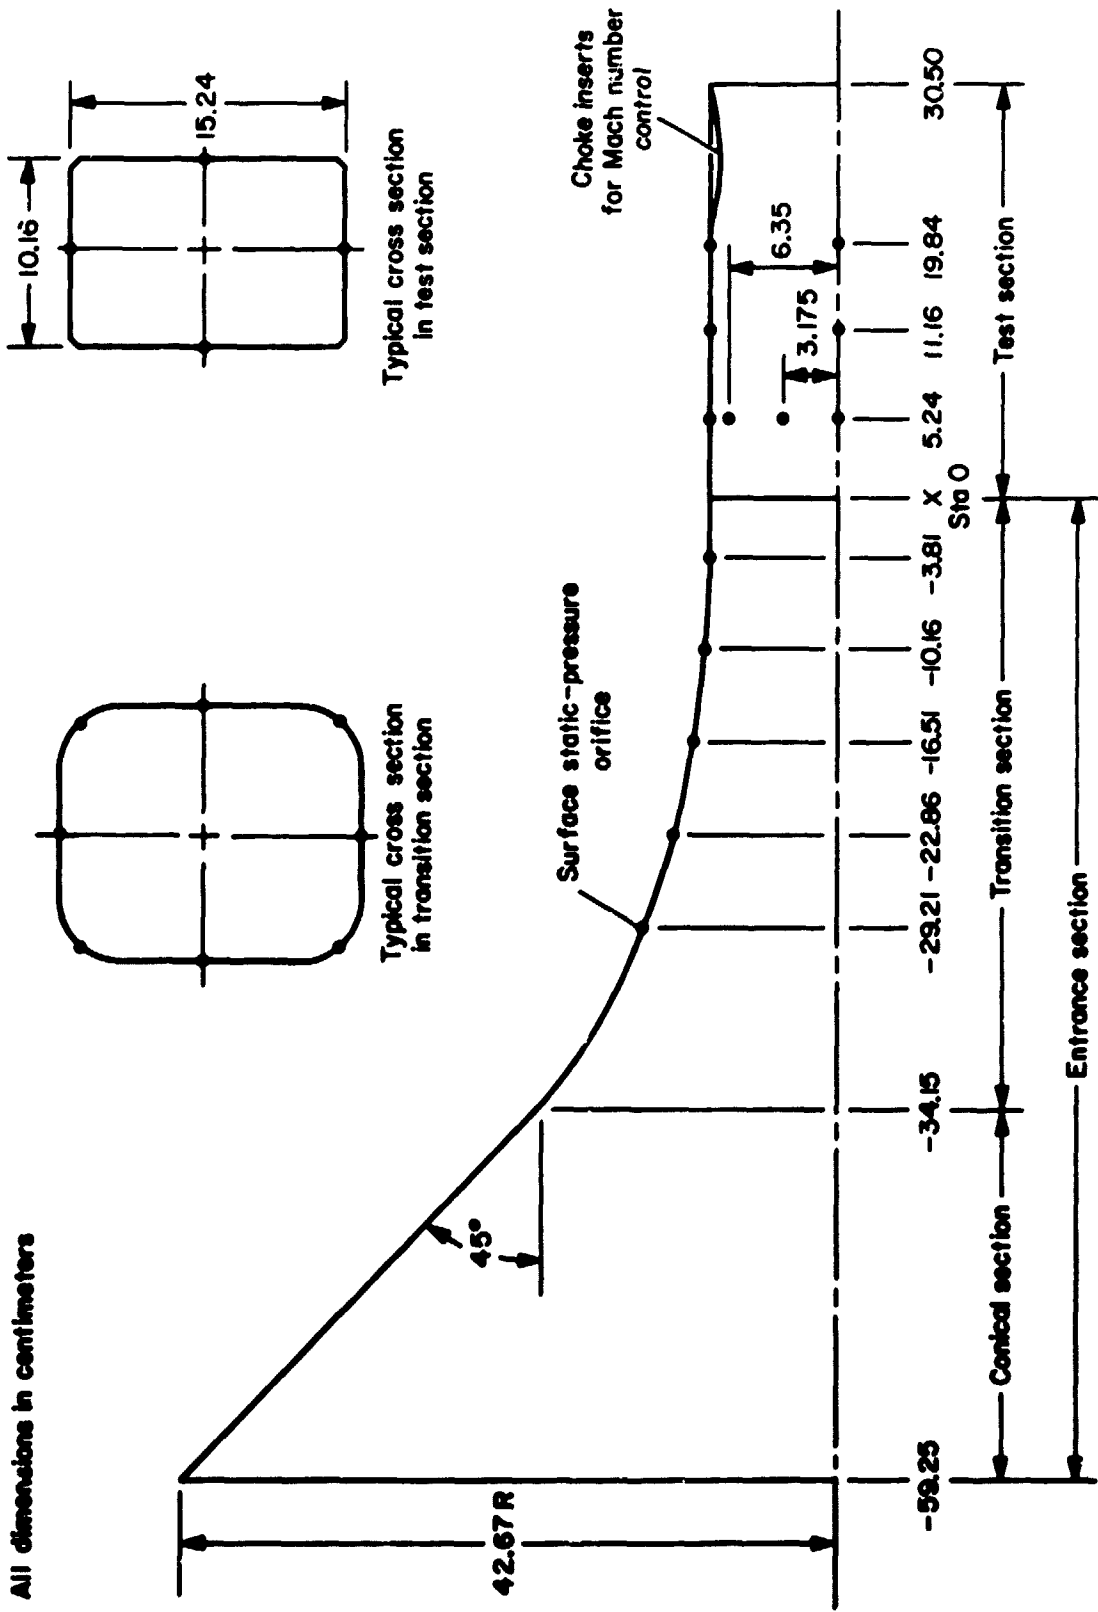 All dimensions in centimeters
10.16
15.24
Typical cross section
in transition section
Typical cross section
in test section
42.67 R
45°
Surface static-pressure
orifice
Choke inserts
for Mach number
control
6.35
3.175
-59.25 -34.15 -29.21 -22.86 -16.51 -10.16 -3.81 X 5.24 11.16 19.84 30.50
Sta 0
Conical section
Transition section
Test section
Entrance section